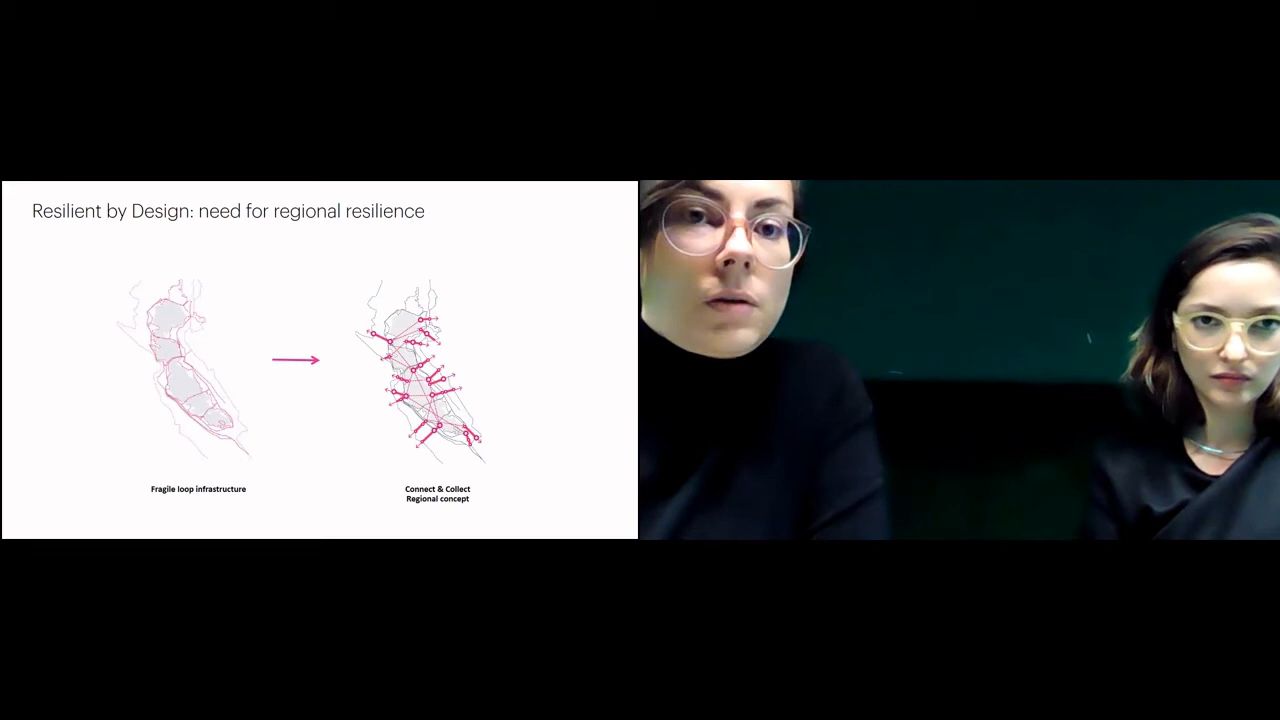 Resilient by Design: need for regional resilience
Fragile loop infrastructure
Connect & Collect
Regional concept